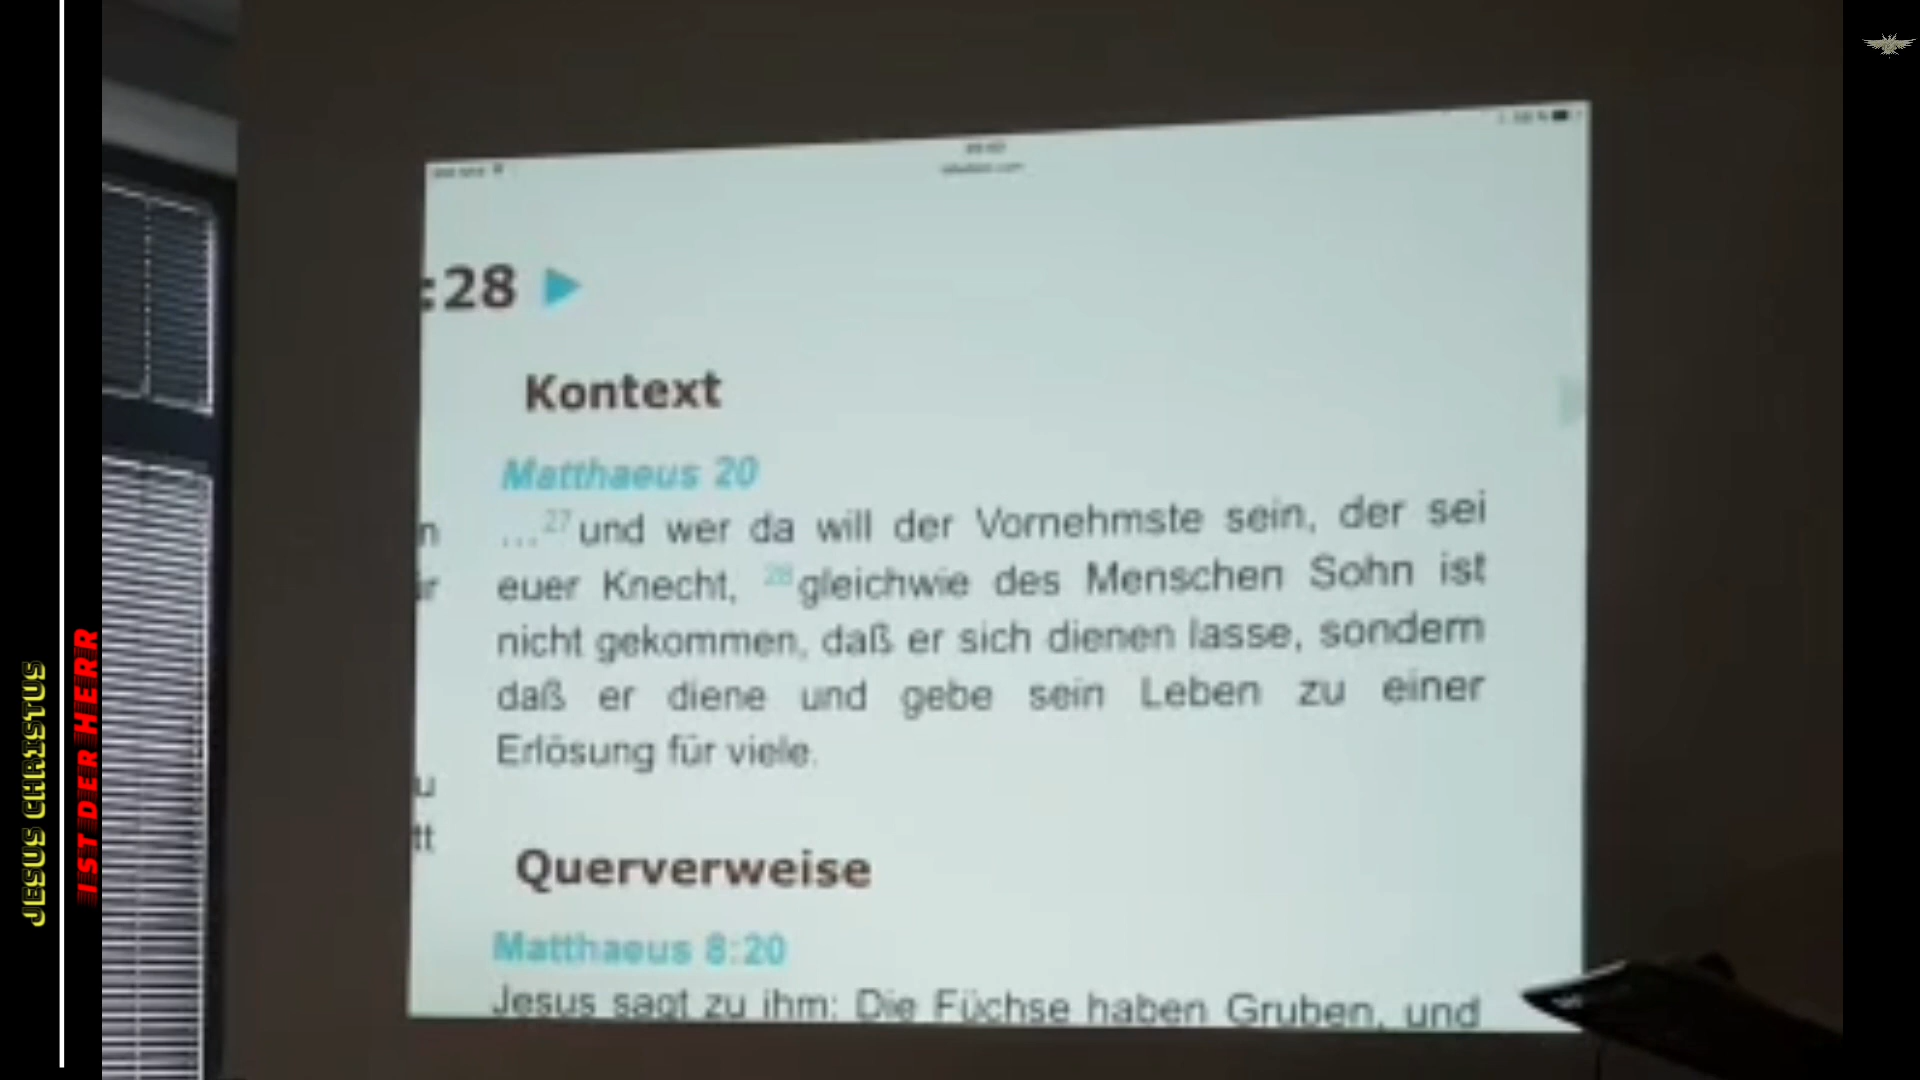 JESUS CHRISTUS
IST DER HERR
:28
Kontext
Matthaeus 20
...27 und wer da will der Vornehmste sein, der sei
euer Knecht, 28 gleichwie des Menschen Sohn ist
nicht gekommen, daß er sich dienen lasse, sondern
daß er diene und gebe sein Leben zu einer
Erlösung für viele.
n
u
tt
Querverweise
Matthaeus 8:20
Jesus sagt zu ihm: Die Füchse haben Gruben, und